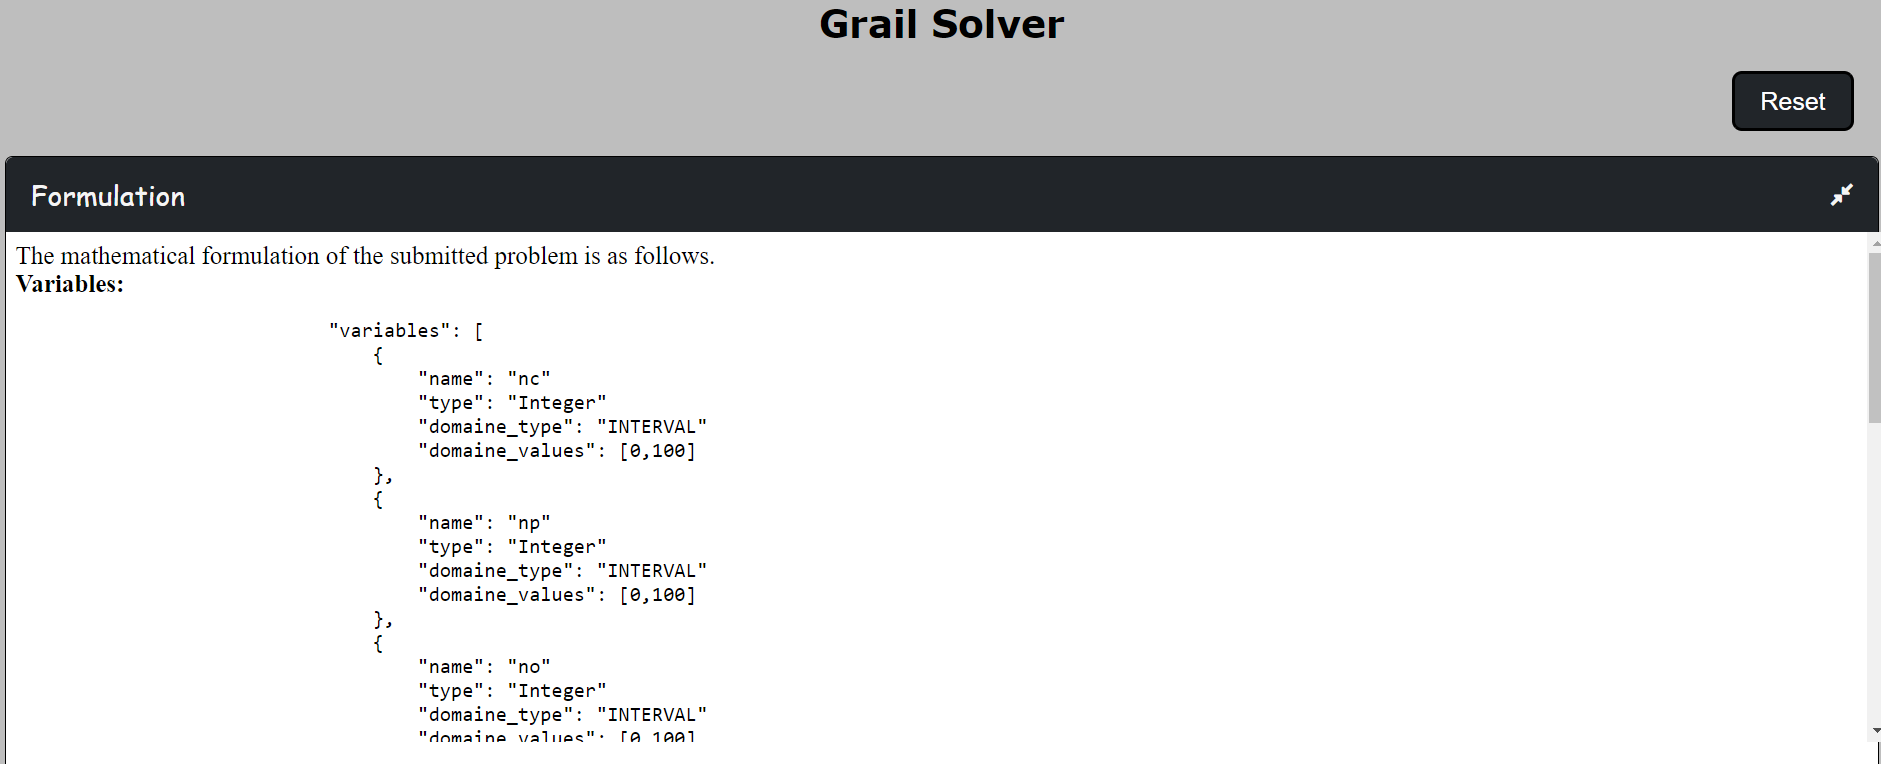 Grail Solver
Reset
Formulation
The mathematical formulation of the submitted problem is as follows.
Variables:
"variables": [
{
"name": "nc"
"type": "Integer"
"domaine_type": "INTERVAL"
"domaine_values": [0,100]
},
{
"name": "np"
"type": "Integer"
"domaine_type": "INTERVAL"
"domaine_values": [0,100]
},
{
"name": "no"
"type": "Integer"
"domaine_type": "INTERVAL"
"domaine_values": [0,100]